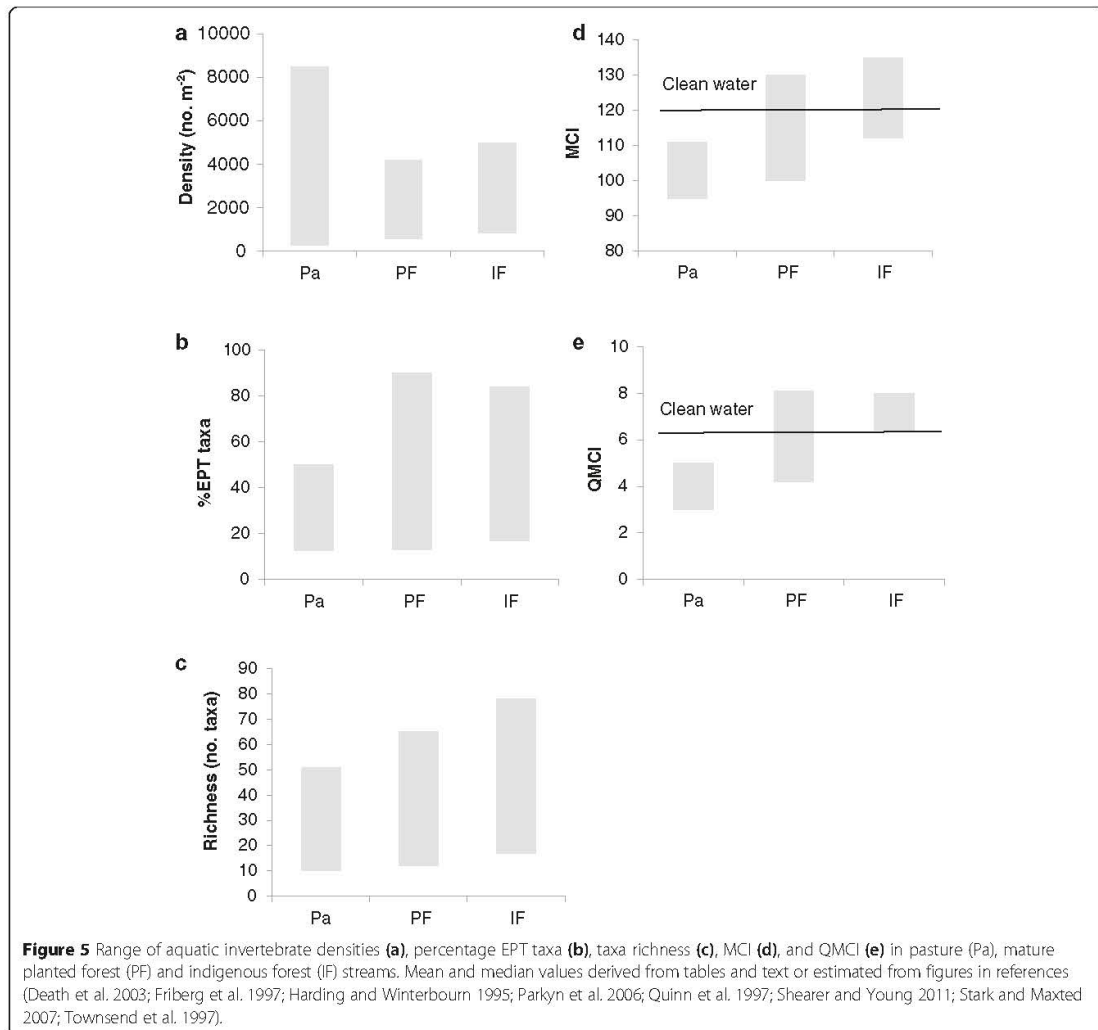 a
Density (no. m-2)
10000
8000
6000
4000
2000
0
Pa PF IF
d
MCI
140
130
120
110
100
90
80
Clean water
Pa PF IF
b
%EPT taxa
100
80
60
40
20
0
Pa PF IF
e
QMCI
10
8
6
4
2
0
Clean water
Pa PF IF
c
Richness (no. taxa)
90
80
70
60
50
40
30
20
10
0
Pa PF IF
Figure 5 Range of aquatic invertebrate densities (a), percentage EPT taxa (b), taxa richness (c), MCI (d), and QMCI (e) in pasture (Pa), mature
planted forest (PF) and indigenous forest (IF) streams. Mean and median values derived from tables and text or estimated from figures in references
(Death et al. 2003; Friberg et al. 1997; Harding and Winterbourn 1995; Parkyn et al. 2006; Quinn et al. 1997; Shearer and Young 2011; Stark and Maxted
2007; Townsend et al. 1997).